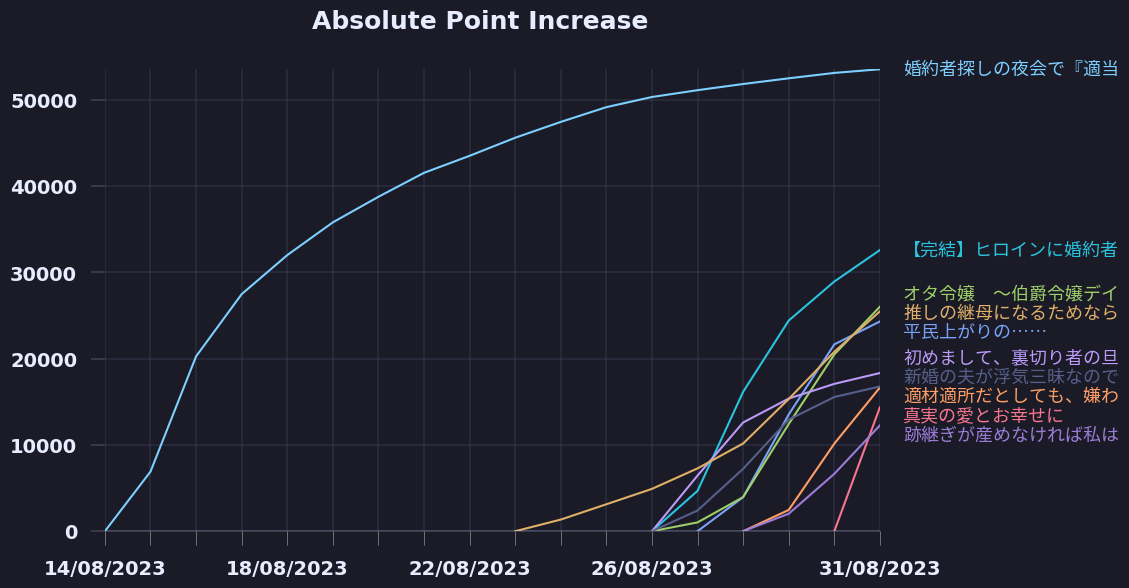 Absolute Point Increase
50000
40000
30000
20000
10000
0
14/08/2023
18/08/2023
22/08/2023
26/08/2023
31/08/2023
婚約者探しの夜会で『適当
【完結】ヒロインに婚約者
オタ令嬢　～伯爵令嬢デイ
推しの継母になるためなら
平民上がりの……
初めまして、裏切り者の旦
新婚の夫が浮気三昧なので
適材適所だとしても、嫌わ
真実の愛とお幸せに
跡継ぎが産めなければ私は